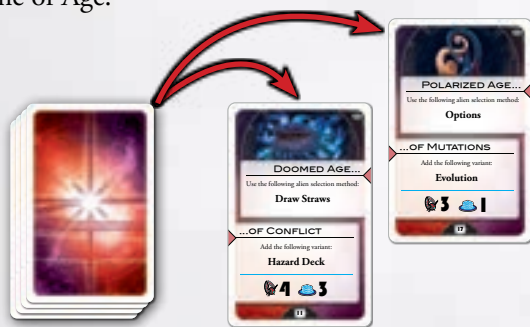 ne of Age.
DOOMED AGE...
Use the following alien selection method:
Draw Straws
...OF CONFLICT
Add the following variant:
Hazard Deck
4 3
11
POLARIZED AGE...
Use the following alien selection method:
Options
...OF MUTATIONS
Add the following variant:
Evolution
3 1
17